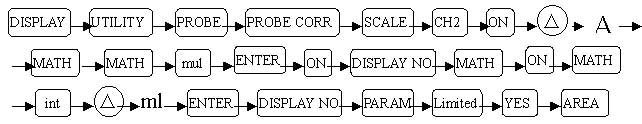 DISPLAY UTILITY PROBE PROBE CORR SCALE CH2 ON A
MATH MATH mul ENTER ON DISPLAY NO. MATH ON MATH
int ml ENTER DISPLAY NO PARAM Limited YES AREA